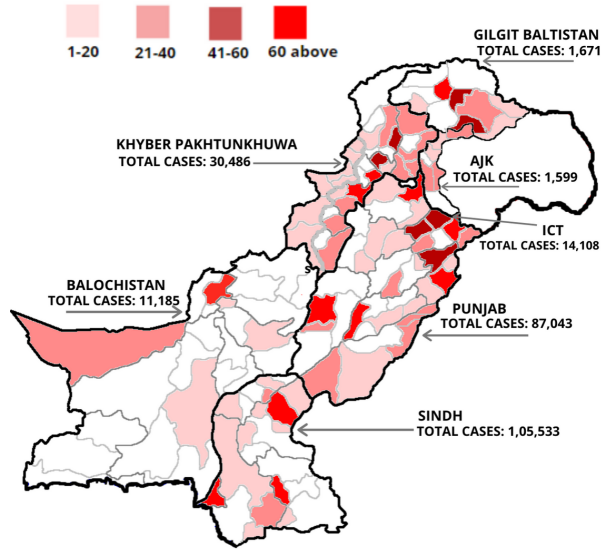 1-20 21-40 41-60 60 above
GILGIT BALTISTAN
TOTAL CASES: 1,671
KHYBER PAKHTUNKHUWA
TOTAL CASES: 30,486
AJK
TOTAL CASES: 1,599
ICT
TOTAL CASES: 14,108
BALOCHISTAN
TOTAL CASES: 11,185
S
PUNJAB
TOTAL CASES: 87,043
SINDH
TOTAL CASES: 1,05,533